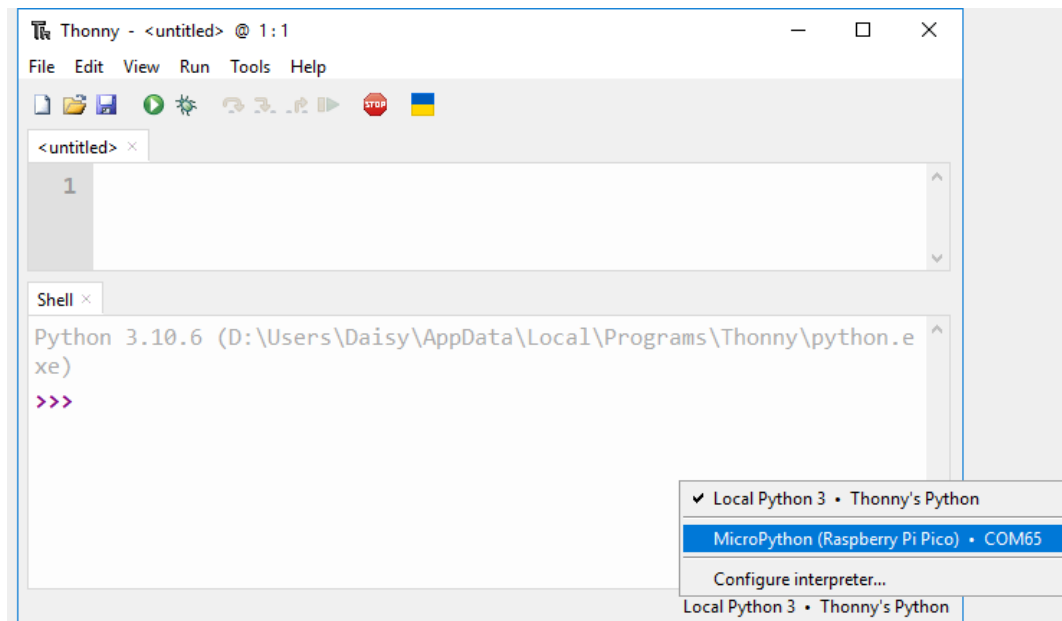 Thonny - <untitled> @ 1:1
File Edit View Run Tools Help
STOP
<untitled>
1
Shell
Python 3.10.6 (D:\Users\Daisy\AppData\Local\Programs\Thonny\python.e
xe)
>>>
✓ Local Python 3 • Thonny's Python
MicroPython (Raspberry Pi Pico) • COM65
Configure interpreter...
Local Python 3 • Thonny's Python